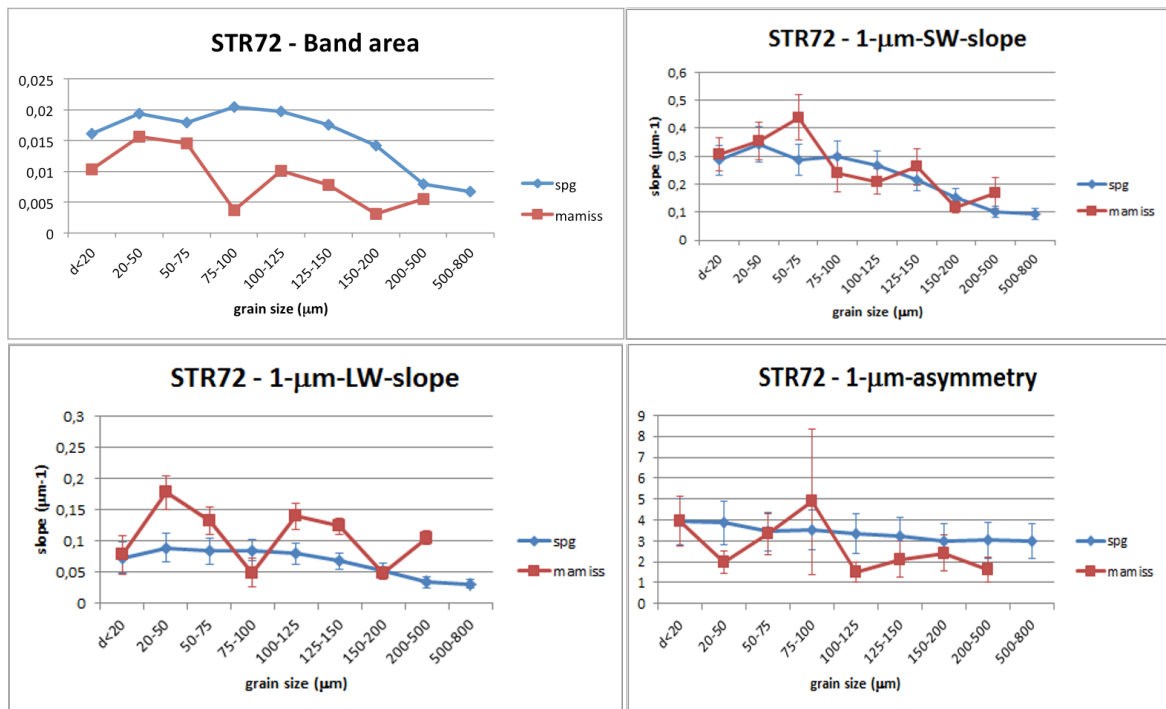 STR72 - Band area
0,025
0,02
0,015
0,01
0,005
0
d<20
20-50
50-75
75-100
100-125
125-150
150-200
200-500
500-800
grain size (μm)
spg
mamiss
STR72 - 1-μm-SW-slope
slope (μm-1)
0,6
0,5
0,4
0,3
0,2
0,1
0
d<20
20-50
50-75
75-100
100-125
125-150
150-200
200-500
500-800
grain size (μm)
spg
mamiss
STR72 - 1-μm-LW-slope
slope (μm-1)
0,3
0,25
0,2
0,15
0,1
0,05
0
d<20
20-50
50-75
75-100
100-125
125-150
150-200
200-500
500-800
grain size (μm)
spg
mamiss
STR72 - 1-μm-asymmetry
9
8
7
6
5
4
3
2
1
0
d<20
20-50
50-75
75-100
100-125
125-150
150-200
200-500
500-800
grain size (μm)
spg
mamiss